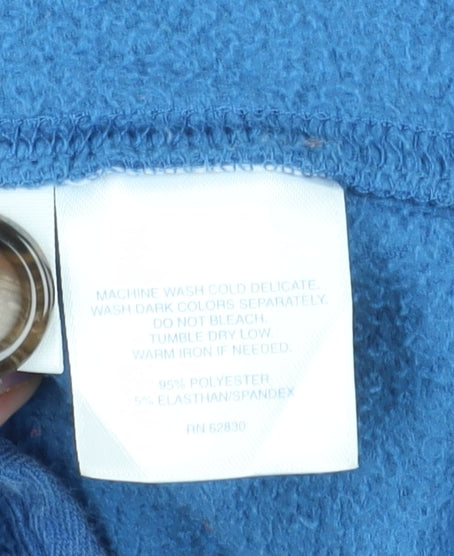 MACHINE WASH COLD DELICATE.
WASH DARK COLORS SEPARATELY.
DO NOT BLEACH.
TUMBLE DRY LOW.
WARM IRON IF NEEDED.
95% POLYESTER
5% ELASTHAN/SPANDEX
RN 62830